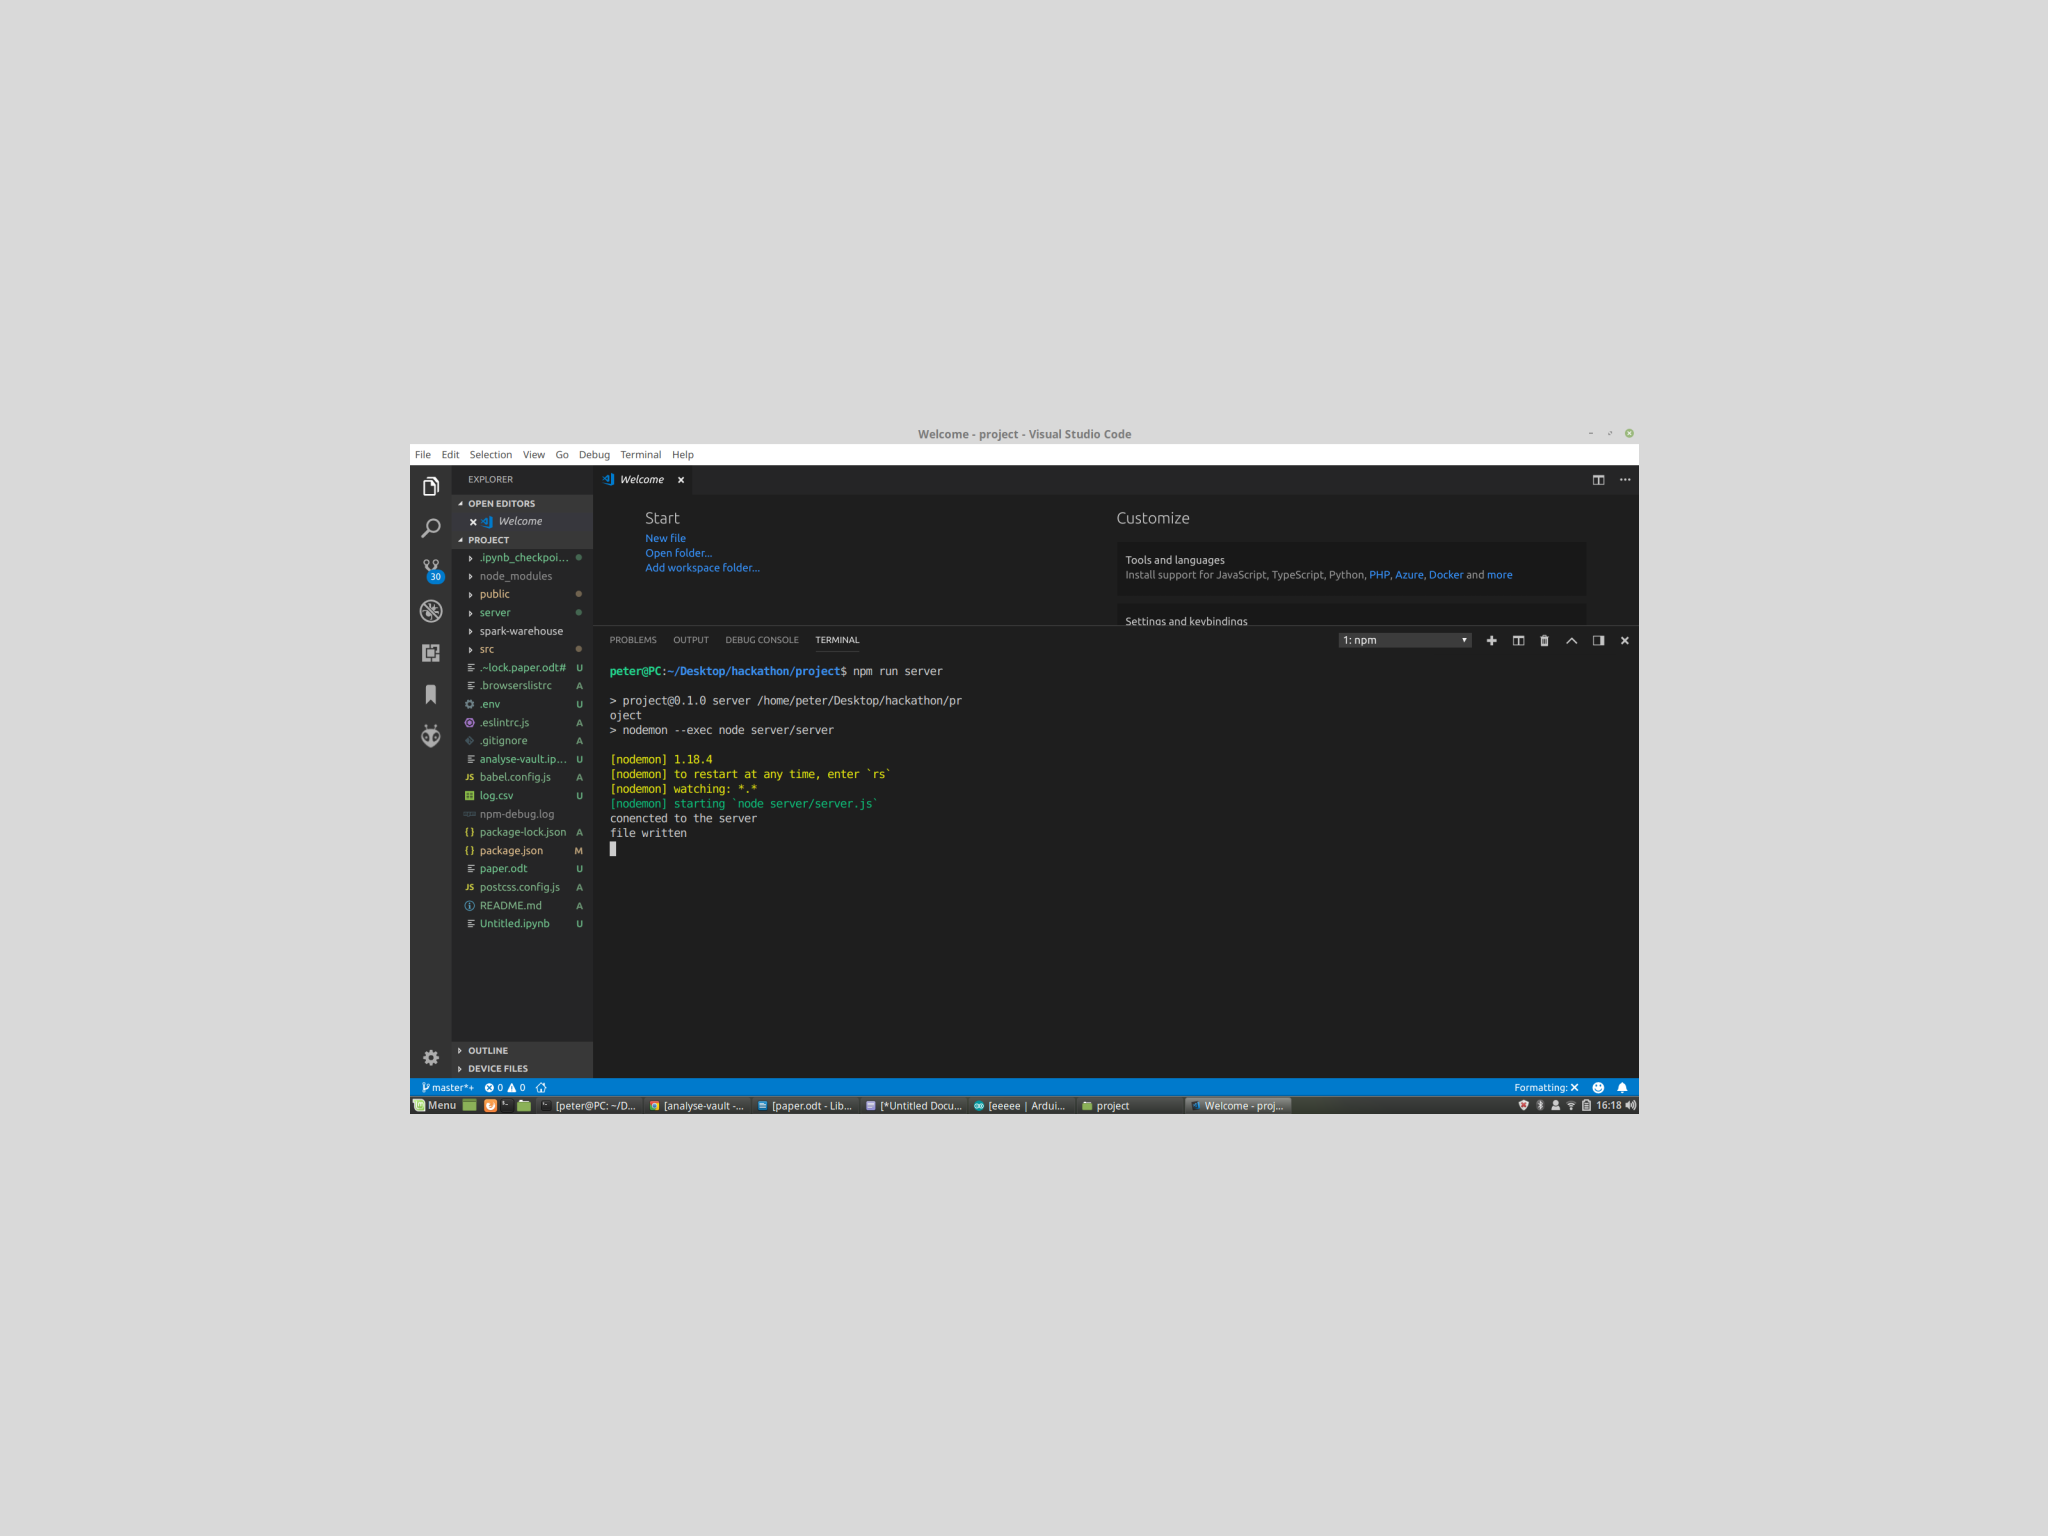 Welcome - project - Visual Studio Code
File Edit Selection View Go Debug Terminal Help
EXPLORER
OPEN EDITORS
Welcome
PROJECT
.ipynb_checkpoi...
node_modules
public
server
spark-warehouse
src
.~lock.paper.odt# U
.browserslistrc A
.env U
.eslintrc.js A
.gitignore A
analyse-vault.ip... U
JS babel.config.js A
log.csv U
npm-debug.log
{ } package-lock.json A
{ } package.json M
paper.odt U
JS postcss.config.js A
README.md A
Untitled.ipynb U
OUTLINE
DEVICE FILES
30
Welcome
Start
New file
Open folder...
Add workspace folder...
Customize
Tools and languages
Install support for JavaScript, TypeScript, Python, PHP, Azure, Docker and more
Settings and keybindings
PROBLEMS OUTPUT DEBUG CONSOLE TERMINAL
1: npm
peter@PC:~/Desktop/hackathon/project$ npm run server
> project@0.1.0 server /home/peter/Desktop/hackathon/pr
oject
> nodemon --exec node server/server
[nodemon] 1.18.4
[nodemon] to restart at any time, enter `rs`
[nodemon] watching: *.*
[nodemon] starting `node server/server.js`
conencted to the server
file written
master*+ 0 0 Formatting: ✕
Menu [peter@PC: ~/D... [analyse-vault -... [paper.odt - Lib... [*Untitled Docu... [eeeee | Ardui... project Welcome - proj... 16:18